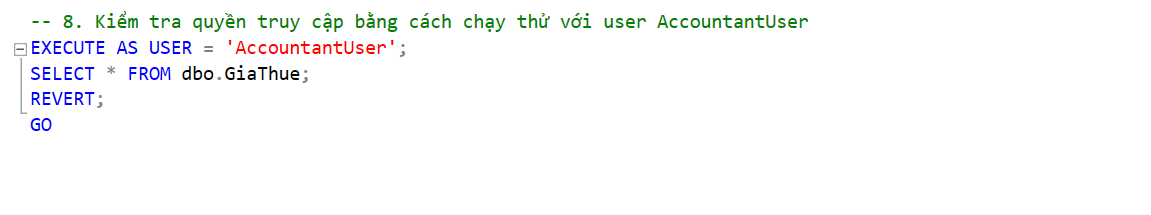 -- 8. Kiểm tra quyền truy cập bằng cách chạy thử với user AccountantUser
EXECUTE AS USER = 'AccountantUser';
SELECT * FROM dbo.GiaThue;
REVERT;
GO